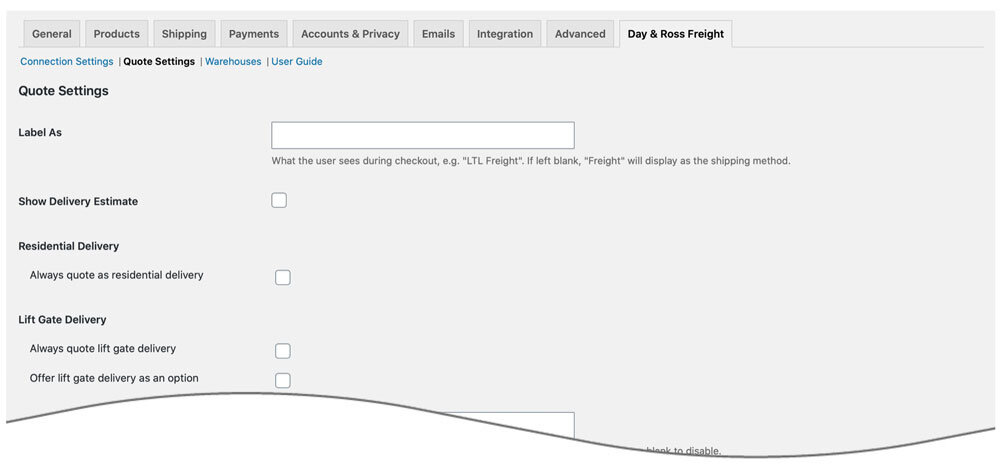 General Products Shipping Payments Accounts & Privacy Emails Integration Advanced Day & Ross Freight
Connection Settings | Quote Settings | Warehouses | User Guide
Quote Settings
Label As
What the user sees during checkout, e.g. "LTL Freight". If left blank, "Freight" will display as the shipping method.
Show Delivery Estimate
Residential Delivery
Always quote as residential delivery
Lift Gate Delivery
Always quote lift gate delivery
Offer lift gate delivery as an option
blank to disable.